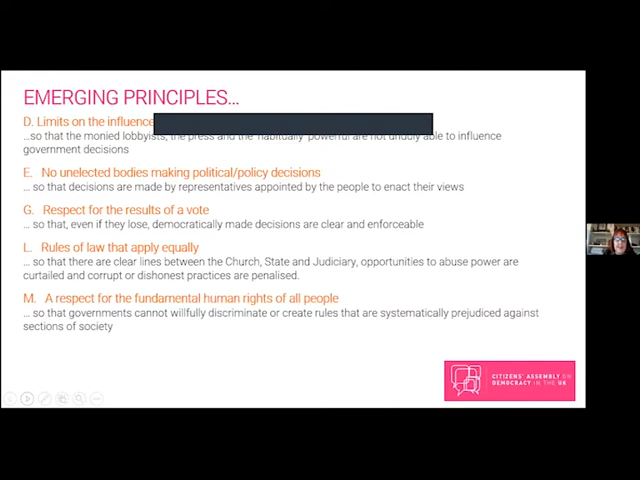 EMERGING PRINCIPLES…
D. Limits on the influence
…so that the monied lobbyists, the press and the 'habitually' powerful are not unduly able to influence
government decisions
E. No unelected bodies making political/policy decisions
… so that decisions are made by representatives appointed by the people to enact their views
G. Respect for the results of a vote
… so that, even if they lose, democratically made decisions are clear and enforceable
L. Rules of law that apply equally
… so that there are clear lines between the Church, State and Judiciary, opportunities to abuse power are
curtailed and corrupt or dishonest practices are penalised.
M. A respect for the fundamental human rights of all people
… so that governments cannot willfully discriminate or create rules that are systematically prejudiced against
sections of society
CITIZENS' ASSEMBLY ON
DEMOCRACY IN THE UK